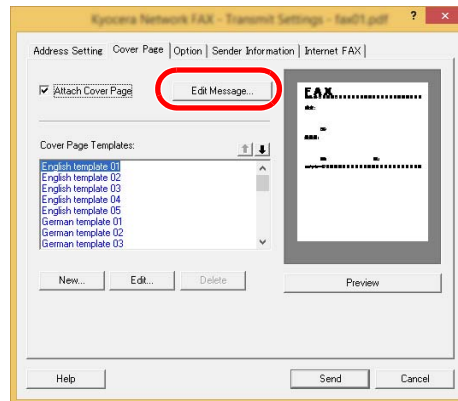 Kyocera Network FAX - Transmit Settings - fax01.pdf ?
Address Setting Cover Page Option Sender Information Internet FAX
Attach Cover Page Edit Message...
FAX
Cover Page Templates:
English template 01
English template 02
English template 03
English template 04
English template 05
German template 01
German template 02
German template 03
New... Edit... Delete Preview
Help Send Cancel